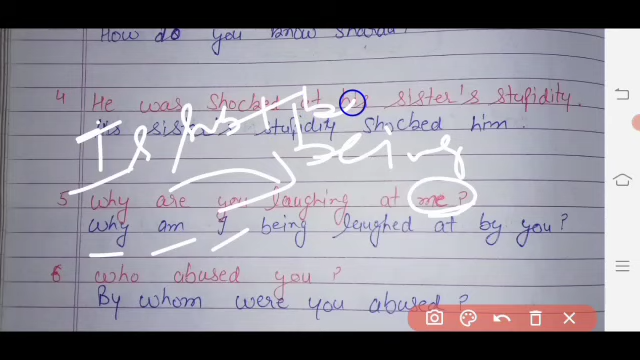 How do you know Sharda?
4 He was shocked at his sister's stupidity.
His sister's stupidity shocked him.
Is being
5 Why are you laughing at me?
Why am I being laughed at by you?
6 Who abused you?
By whom were you abused?